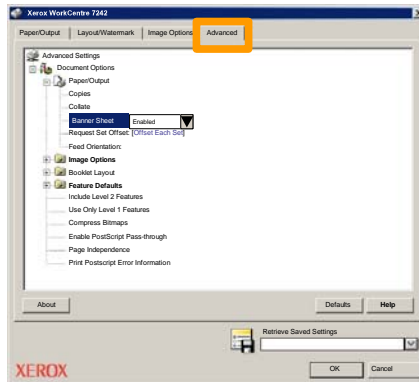 Xerox WorkCentre 7242
Paper/Output Layout/Watermark Image Options Advanced
Advanced Settings
Document Options
Paper/Output
Copies
Collate
Banner Sheet Enabled
Request Set Offset: [Offset Each Set]
Feed Orientation:
Image Options
Booklet Layout
Feature Defaults
Include Level 2 Features
Use Only Level 1 Features
Compress Bitmaps
Enable PostScript Pass-through
Page Independence
Print Postscript Error Information
About Defaults Help
Retrieve Saved Settings
XEROX OK Cancel